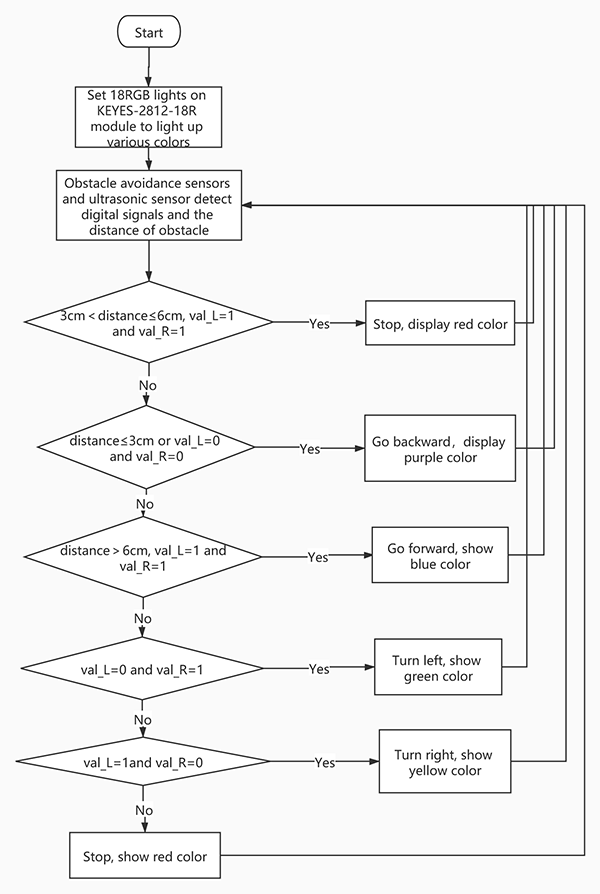 Start
Set 18RGB lights on
KEYES-2812-18R
module to light up
various colors
Obstacle avoidance sensors
and ultrasonic sensor detect
digital signals and the
distance of obstacle
3cm < distance≤6cm, val_L=1
and val_R=1
Yes
Stop, display red color
No
distance≤3cm or val_L=0
and val_R=0
Yes
Go backward，display
purple color
No
distance > 6cm, val_L=1 and
val_R=1
Yes
Go forward, show
blue color
No
val_L=0 and val_R=1
Yes
Turn left, show
green color
No
val_L=1and val_R=0
Yes
Turn right, show
yellow color
No
Stop, show red color